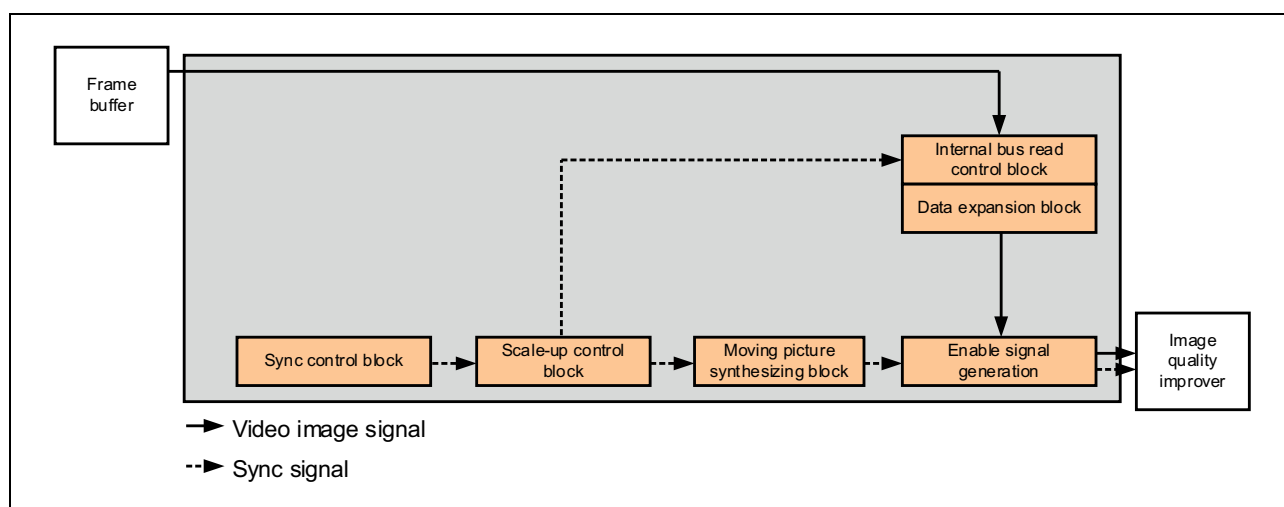 Frame
buffer
Internal bus read
control block
Data expansion block
Sync control block
Scale-up control
block
Moving picture
synthesizing block
Enable signal
generation
Image
quality
improver
Video image signal
Sync signal